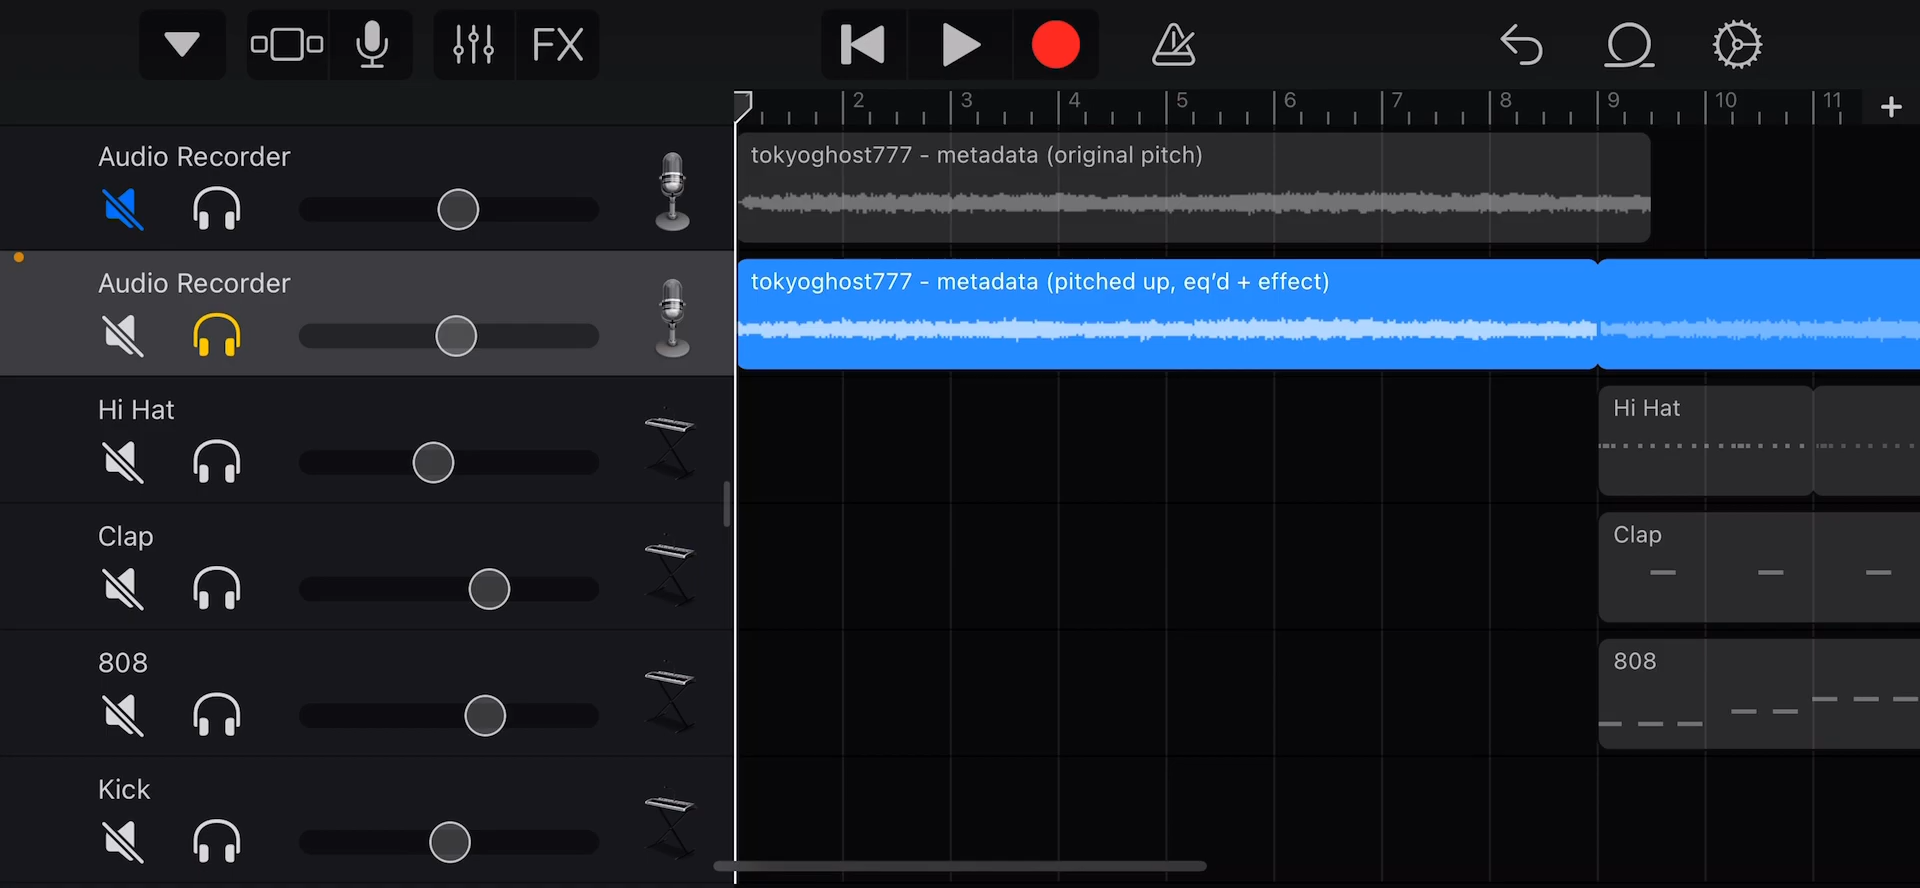 FX
2 3 4 5 6 7 8 9 10 11 +
Audio Recorder
tokyoghost777 - metadata (original pitch)
Audio Recorder
tokyoghost777 - metadata (pitched up, eq’d + effect)
Hi Hat
Hi Hat
Clap
Clap
808
808
Kick